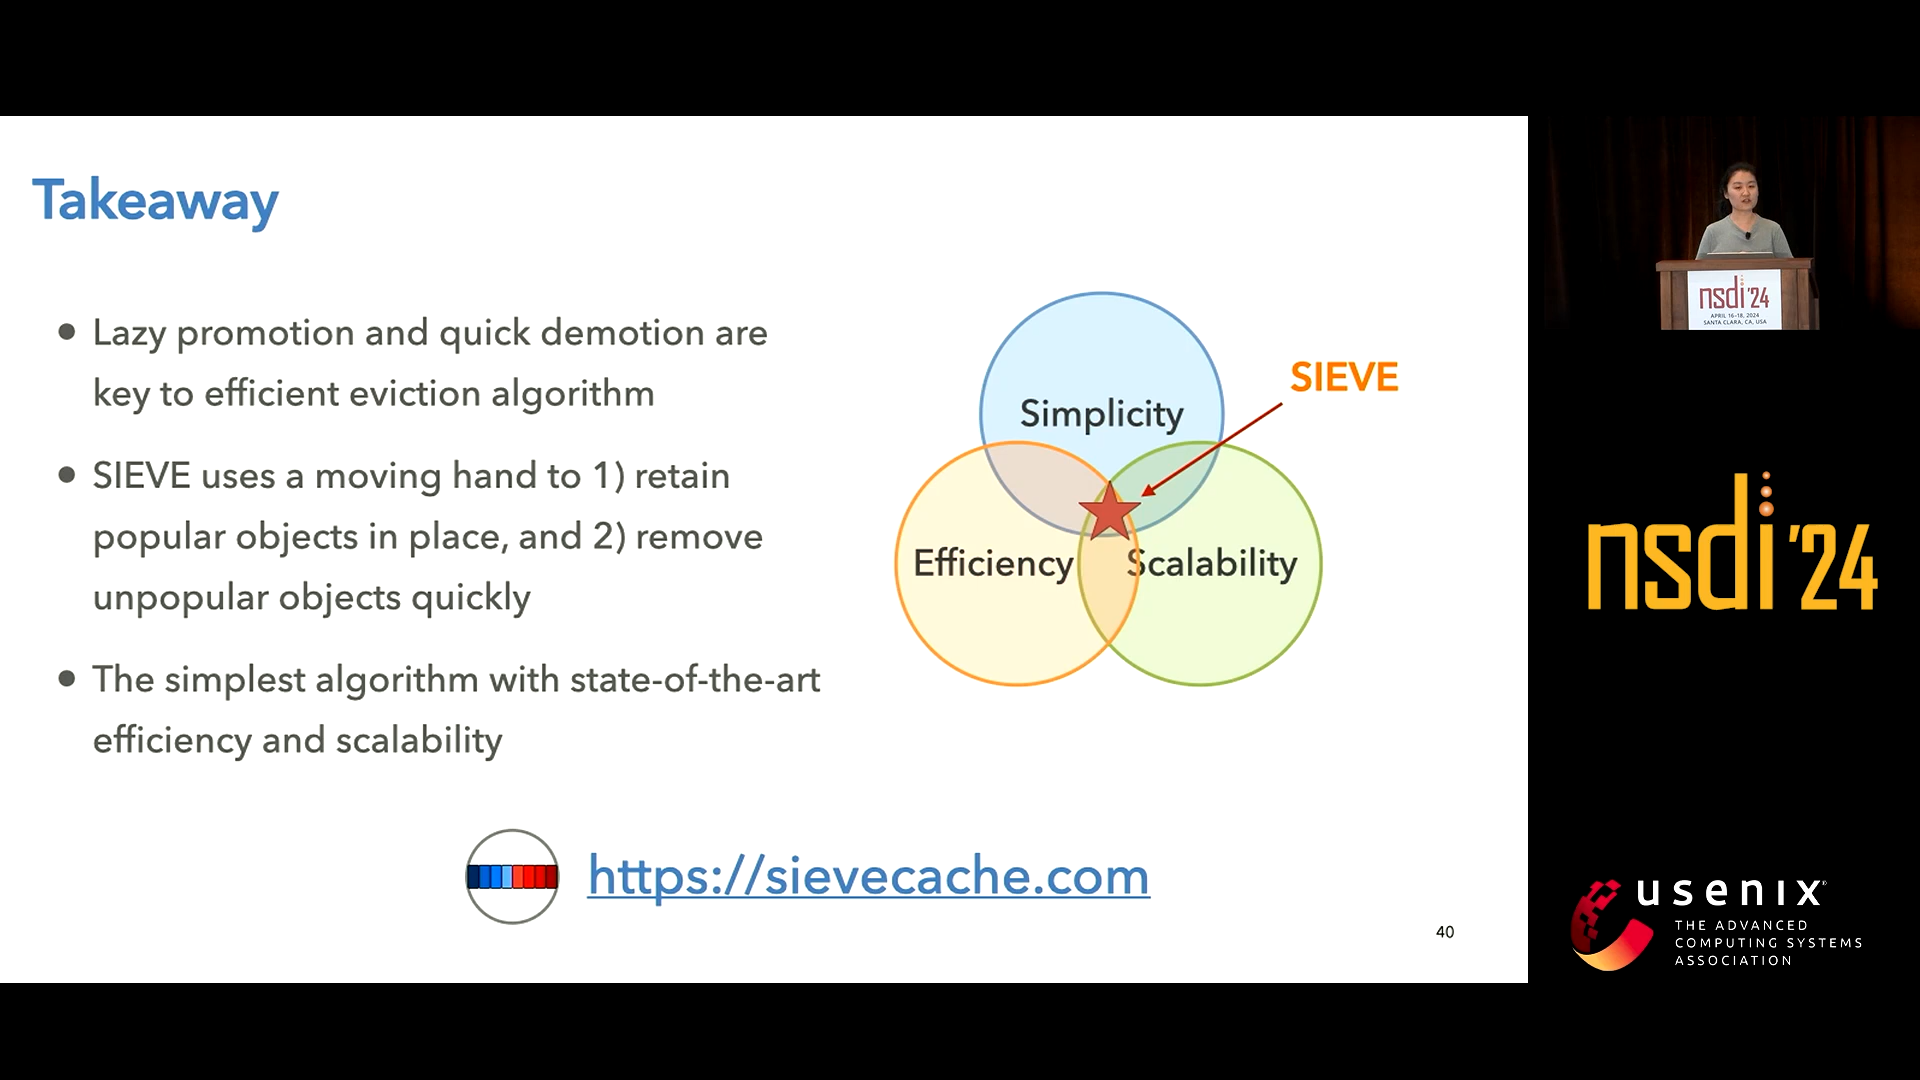 Takeaway
• Lazy promotion and quick demotion are
key to efficient eviction algorithm
• SIEVE uses a moving hand to 1) retain
popular objects in place, and 2) remove
unpopular objects quickly
• The simplest algorithm with state-of-the-art
efficiency and scalability
SIEVE
Simplicity
Efficiency
Scalability
https://sievecache.com
40
nsdi'24
APRIL 16-18, 2024
SANTA CLARA, CA, USA
nsdi'24
usenix®
THE ADVANCED
COMPUTING SYSTEMS
ASSOCIATION